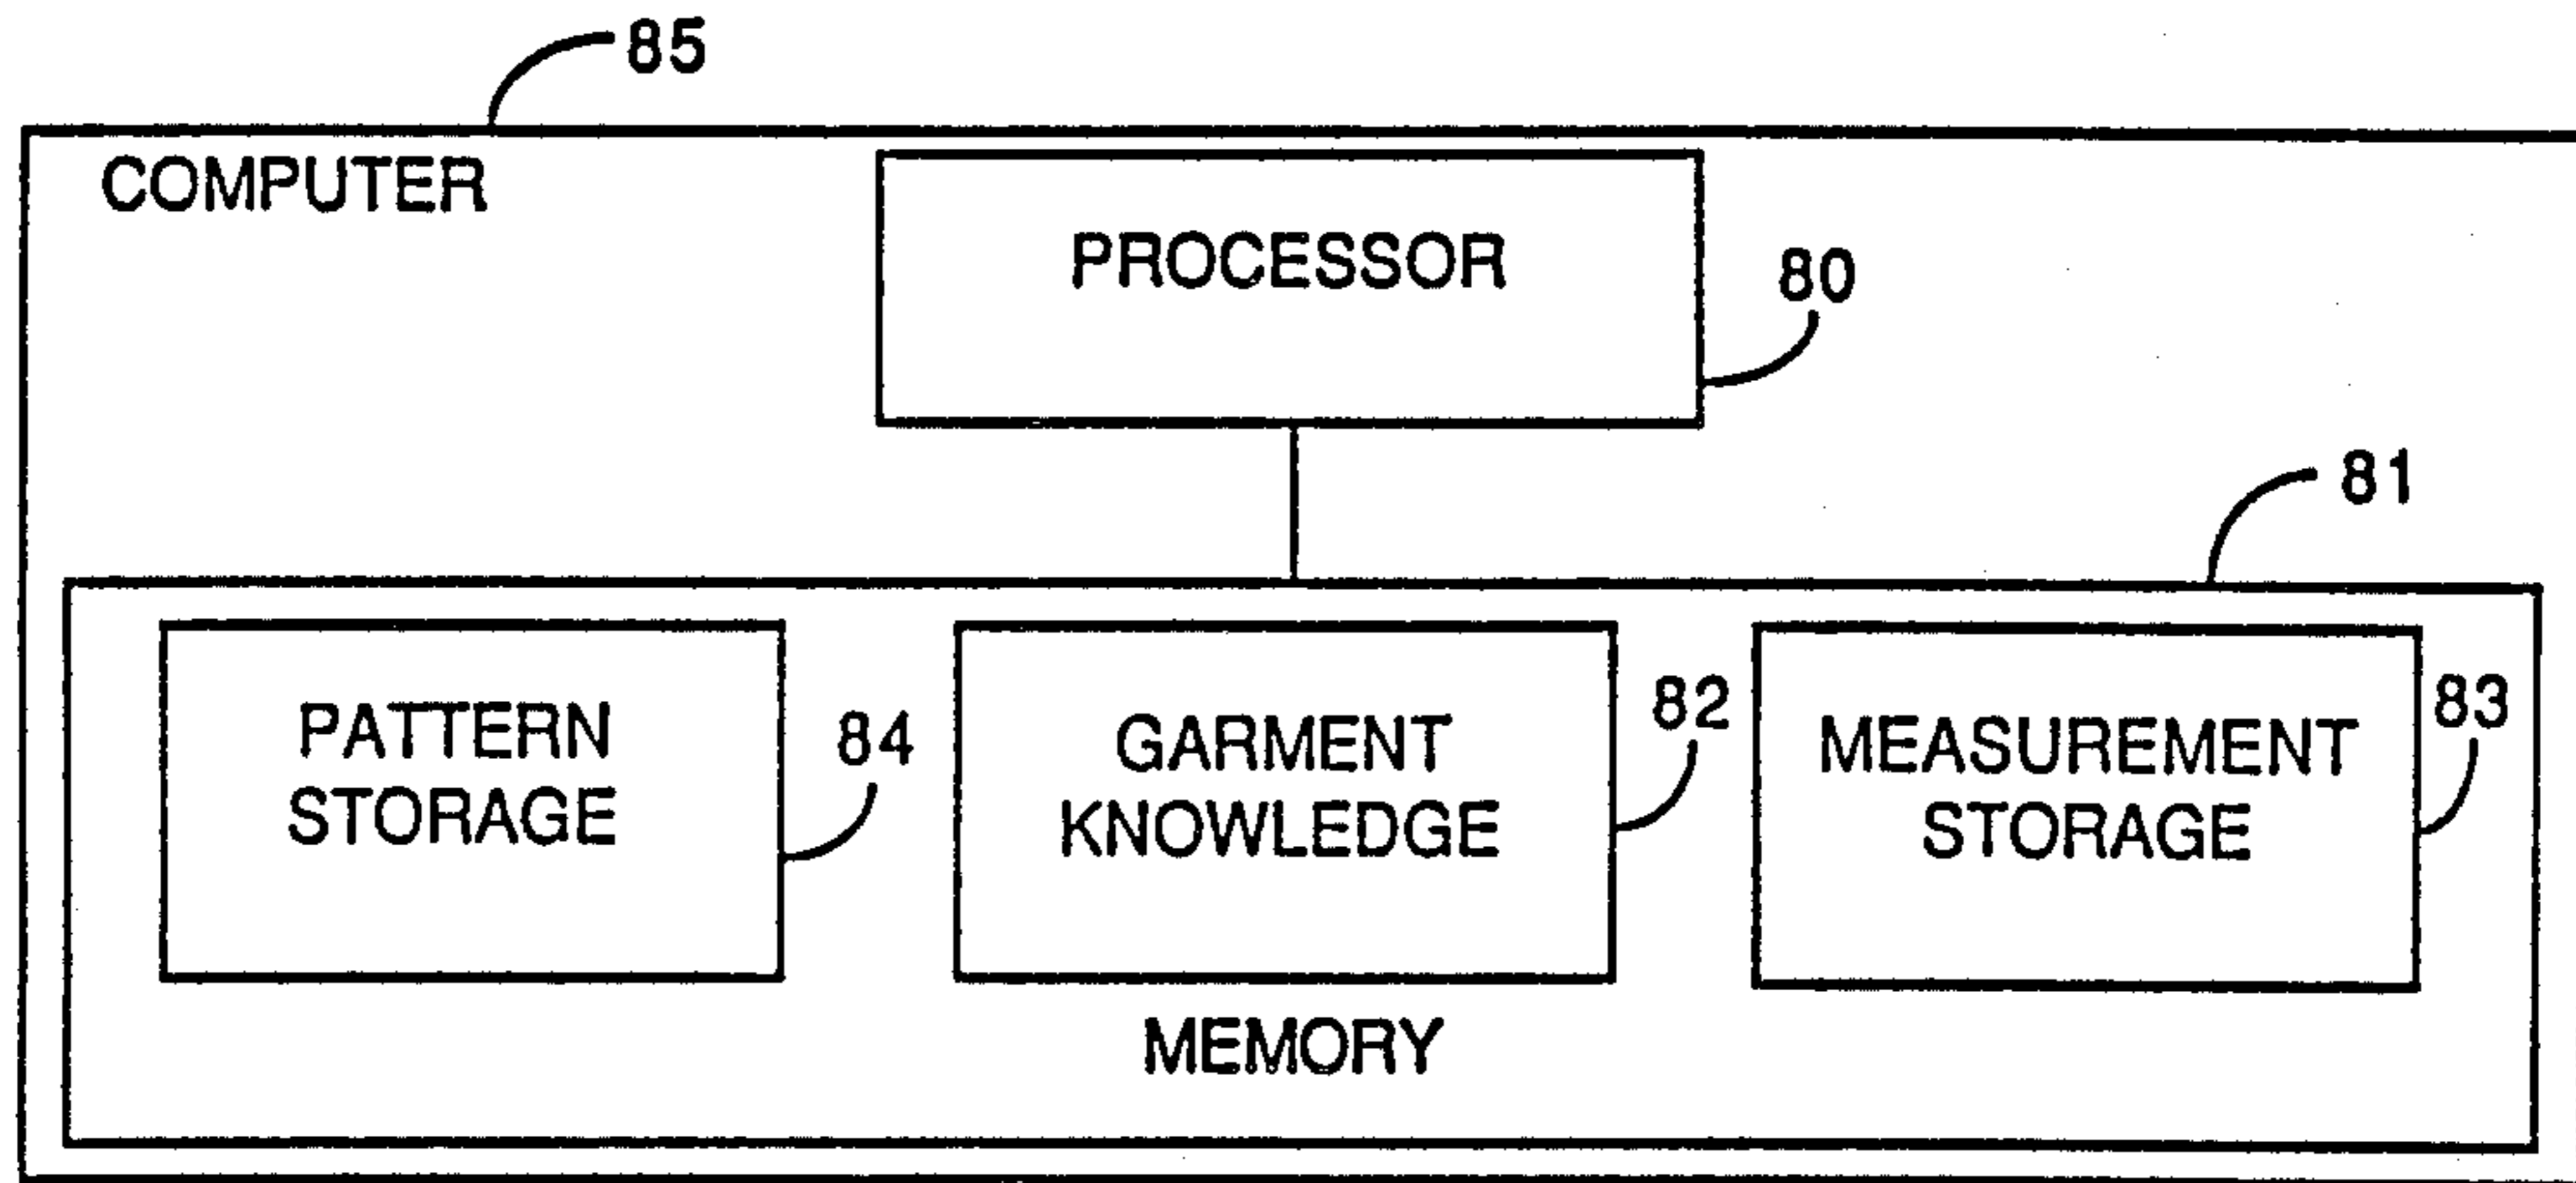 85
COMPUTER
PROCESSOR
80
81
PATTERN
STORAGE
84
GARMENT
KNOWLEDGE
82
MEASUREMENT
STORAGE
83
MEMORY